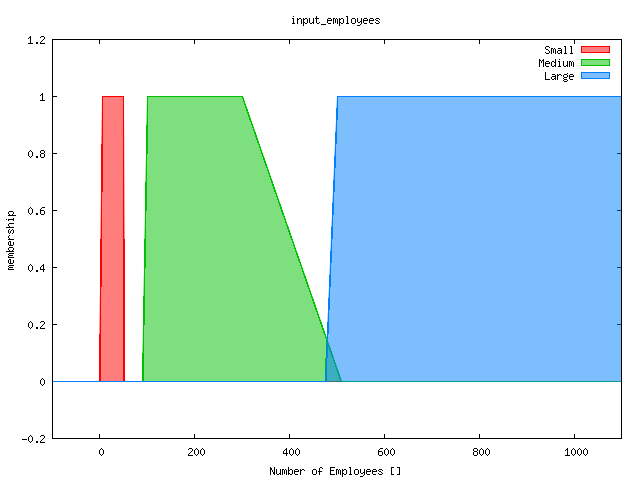 input_employees
1.2
1
0.8
0.6
0.4
0.2
0
-0.2
membership
Small
Medium
Large
0
200
400
600
800
1000
Number of Employees []